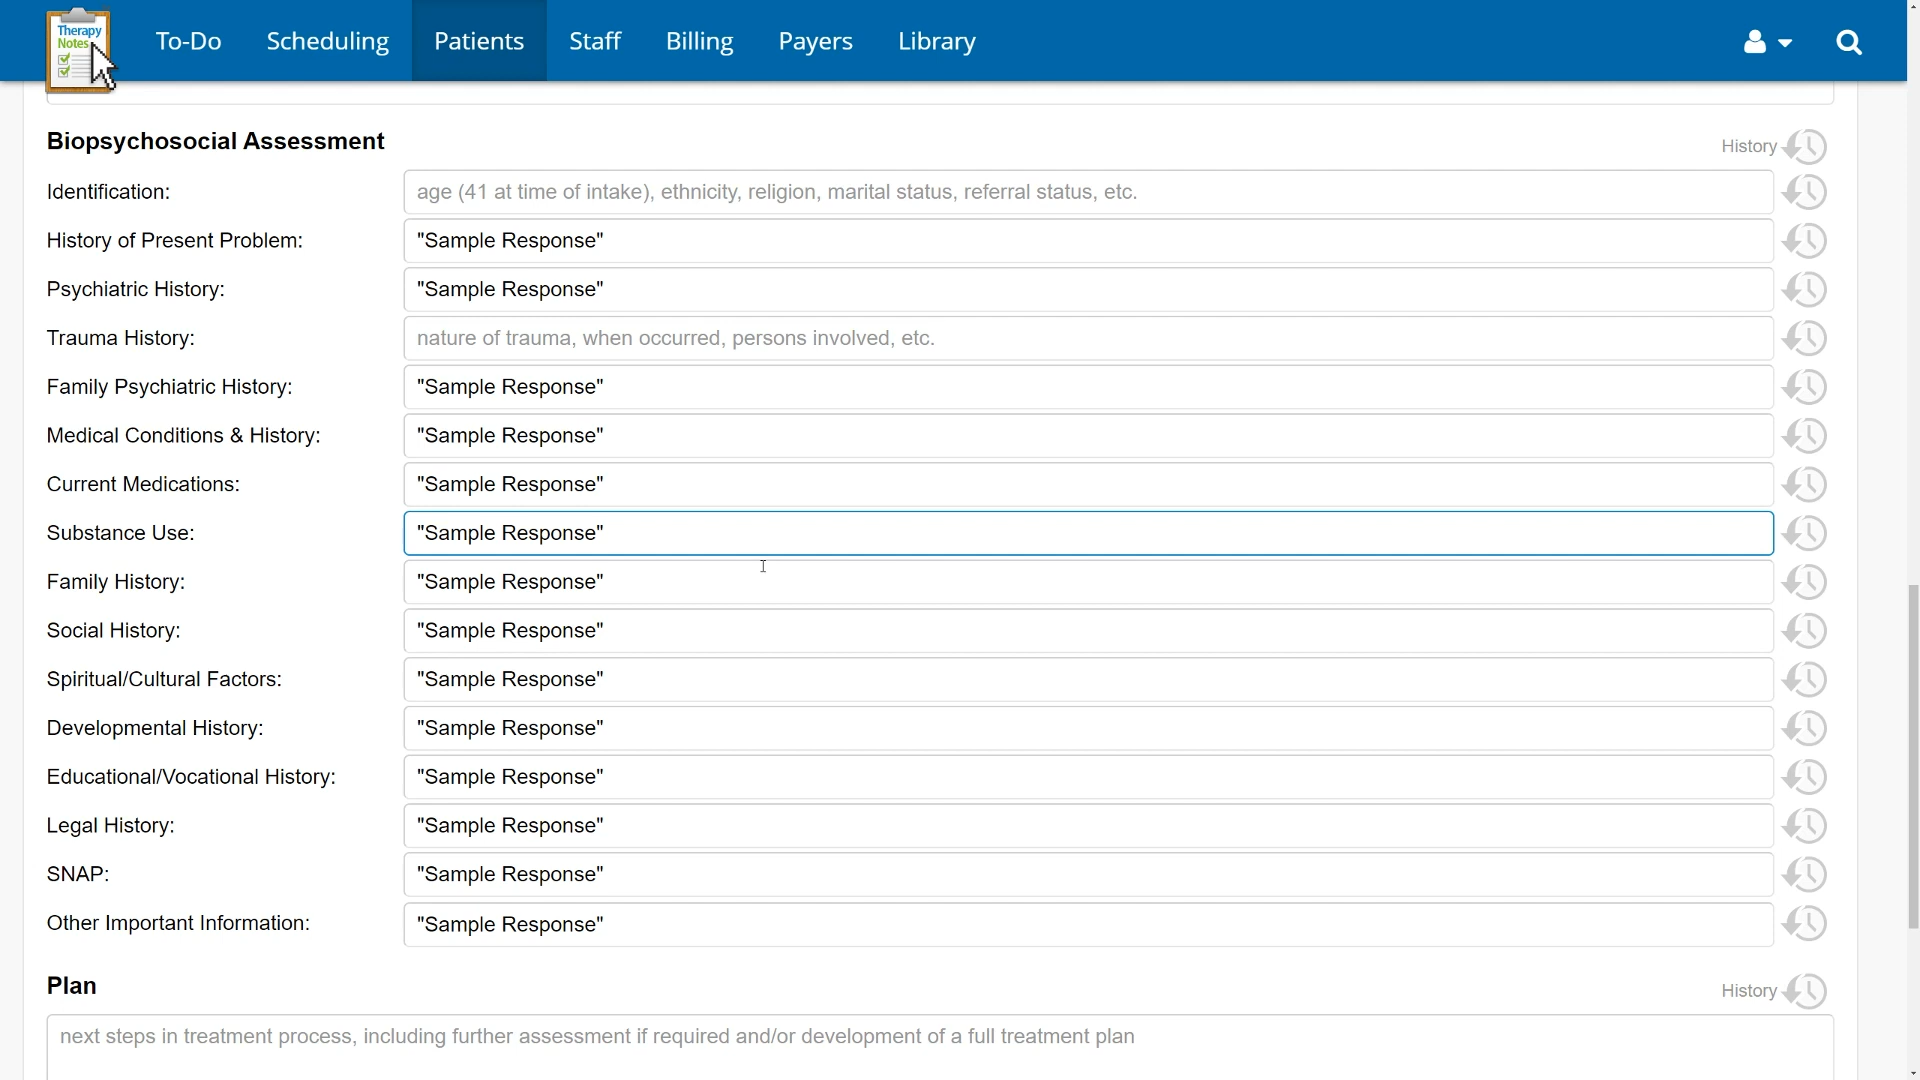 Therapy
Notes
To-Do
Scheduling
Patients
Staff
Billing
Payers
Library
Biopsychosocial Assessment
History
Identification:
age (41 at time of intake), ethnicity, religion, marital status, referral status, etc.
History of Present Problem:
"Sample Response"
Psychiatric History:
"Sample Response"
Trauma History:
nature of trauma, when occurred, persons involved, etc.
Family Psychiatric History:
"Sample Response"
Medical Conditions & History:
"Sample Response"
Current Medications:
"Sample Response"
Substance Use:
"Sample Response"
Family History:
"Sample Response"
Social History:
"Sample Response"
Spiritual/Cultural Factors:
"Sample Response"
Developmental History:
"Sample Response"
Educational/Vocational History:
"Sample Response"
Legal History:
"Sample Response"
SNAP:
"Sample Response"
Other Important Information:
"Sample Response"
Plan
History
next steps in treatment process, including further assessment if required and/or development of a full treatment plan